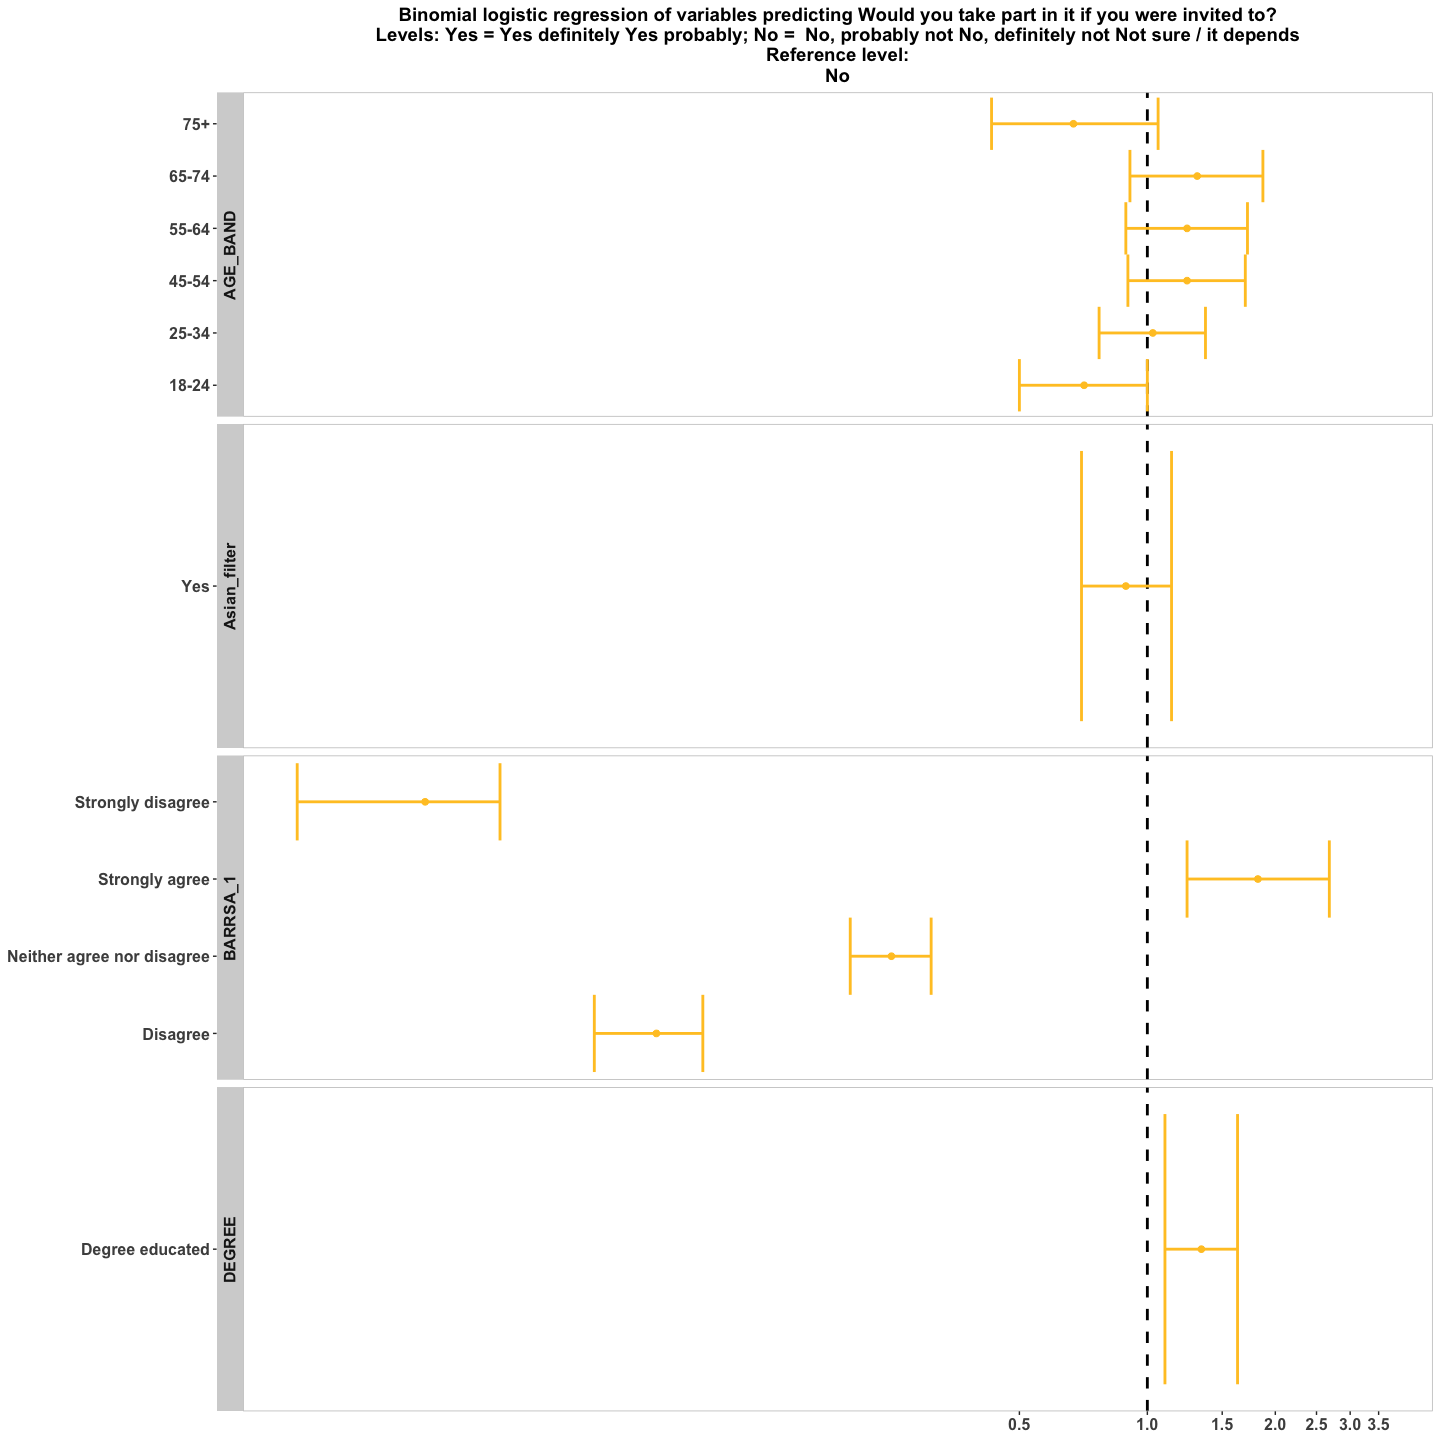 Binomial logistic regression of variables predicting Would you take part in it if you were invited to?
Levels: Yes = Yes definitely Yes probably; No =  No, probably not No, definitely not Not sure / it depends
Reference level:
No
AGE_BAND
75+
65-74
55-64
45-54
25-34
18-24
Asian_filter
Yes
BARRSA_1
Strongly disagree
Strongly agree
Neither agree nor disagree
Disagree
DEGREE
Degree educated
0.5 1.0 1.5 2.0 2.5 3.0 3.5